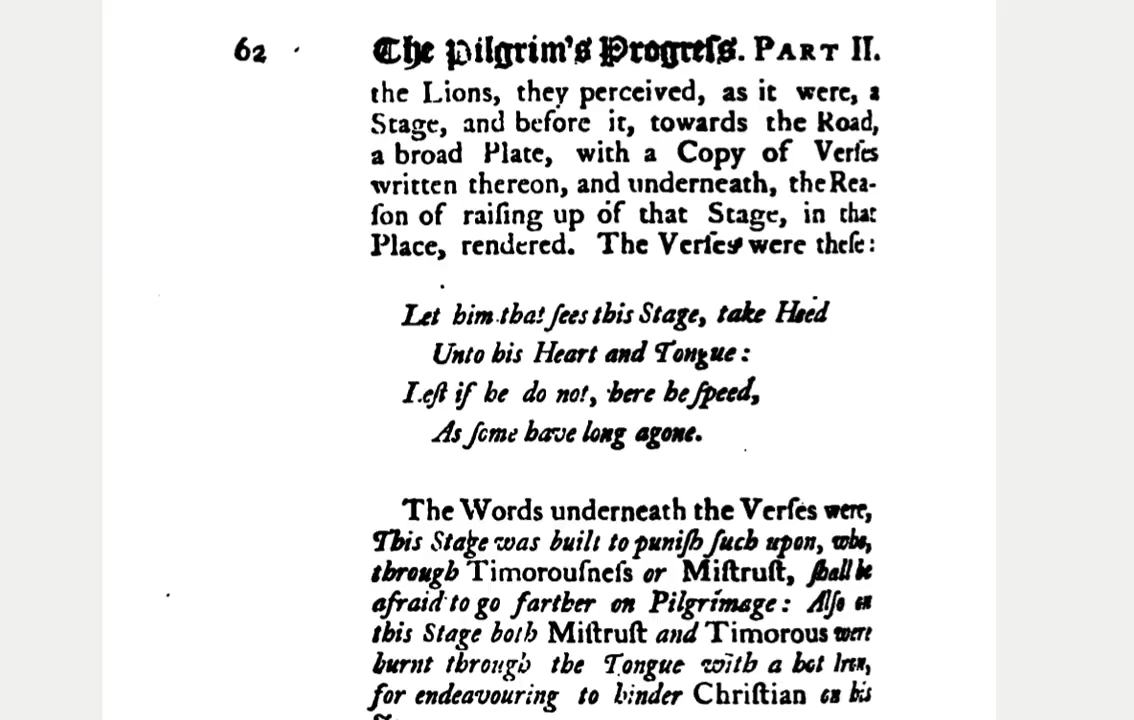 62 The Pilgrim's Progreſs. PART II.
the Lions, they perceived, as it were, a
Stage, and before it, towards the Road,
a broad Plate, with a Copy of Verſes
written thereon, and underneath, the Rea-
ſon of raiſing up of that Stage, in that
Place, rendered. The Verſes were theſe:
Let him that ſees this Stage, take Heed
Unto his Heart and Tongue:
Leſt if he do not, here he ſpeed,
As ſome have long agone.
The Words underneath the Verſes were,
This Stage was built to puniſh ſuch upon, who,
through Timorouſneſs or Miſtruſt, ſhall be
afraid to go farther on Pilgrimage: Alſo on
this Stage both Miſtruſt and Timorous were
burnt through the Tongue with a hot Iron,
for endeavouring to hinder Chriſtian on his